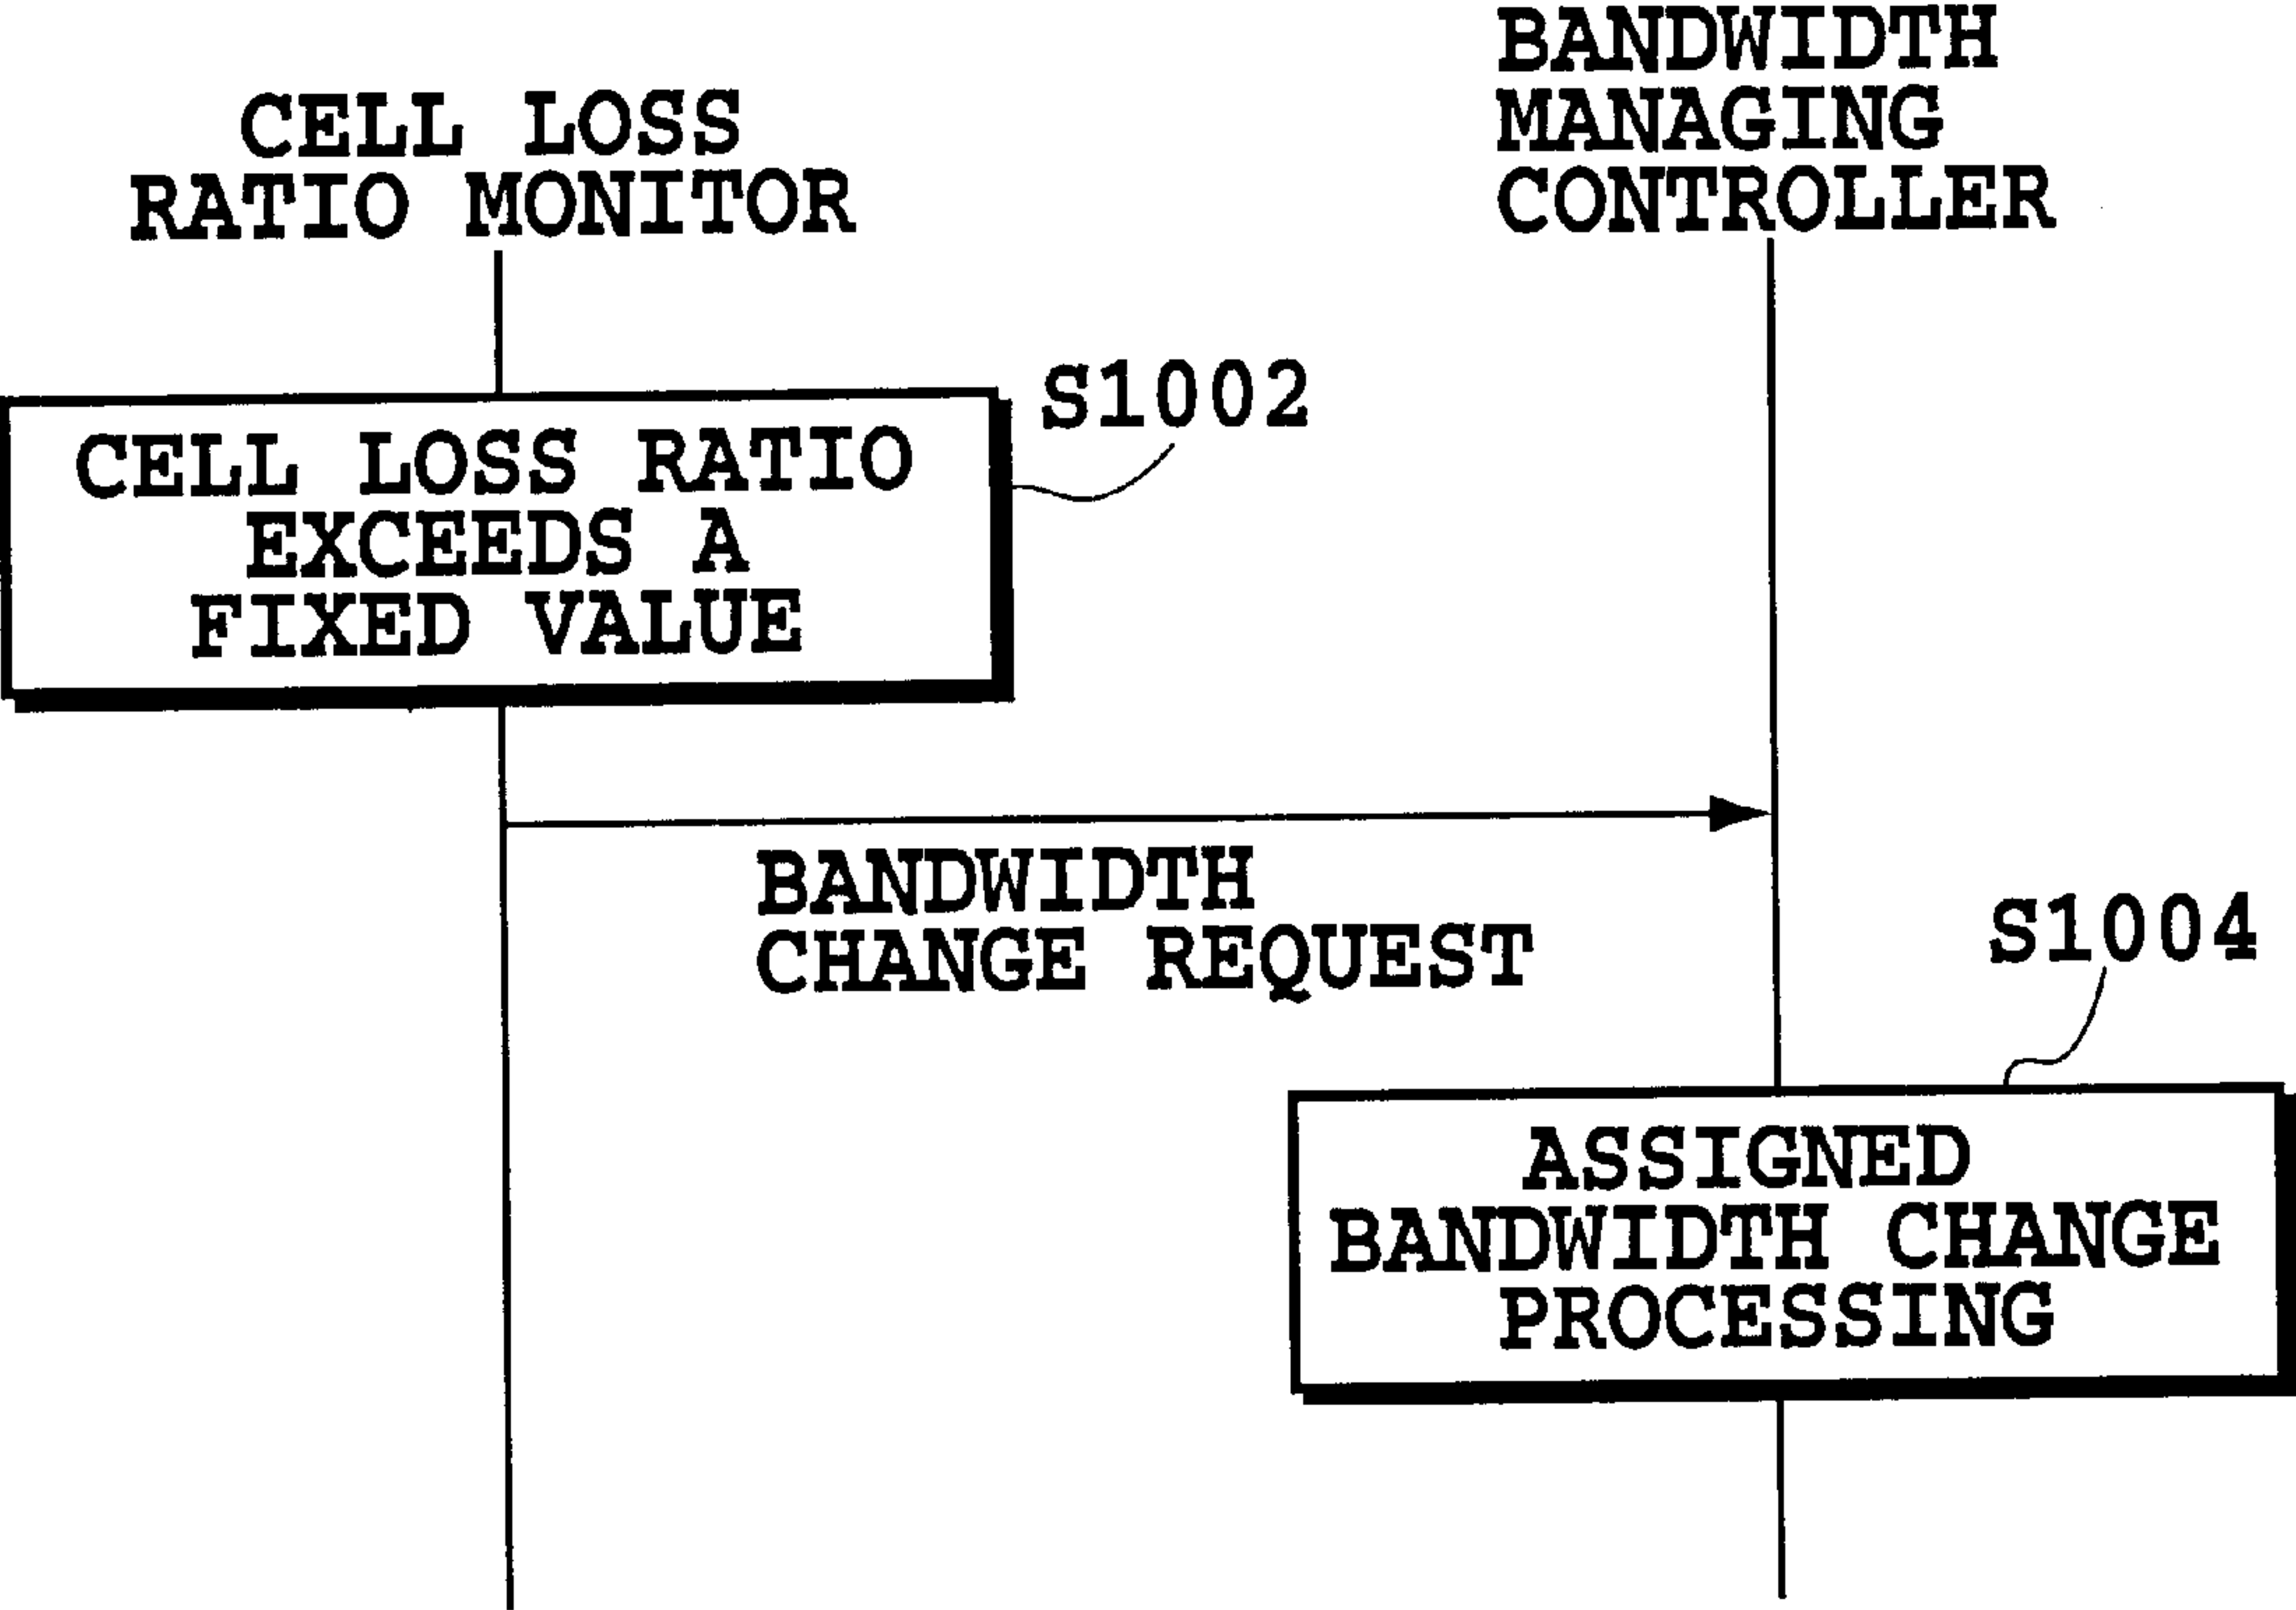 CELL LOSS
RATIO MONITOR
BANDWIDTH
MANAGING
CONTROLLER
S1002
CELL LOSS RATIO
EXCEEDS A
FIXED VALUE
BANDWIDTH
CHANGE REQUEST
S1004
ASSIGNED
BANDWIDTH CHANGE
PROCESSING